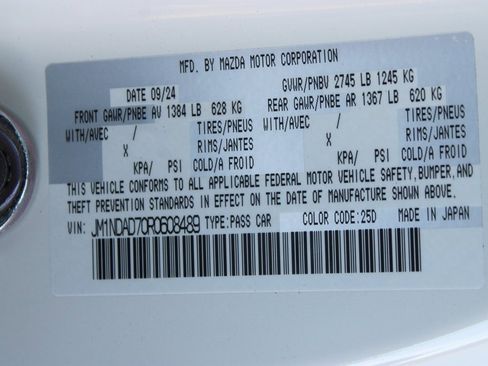 MFD. BY MAZDA MOTOR CORPORATION
DATE 09/24 GVWR/PNBV 2745 LB 1245 KG
FRONT GAWR/PNBE AV 1384 LB 628 KG REAR GAWR/PNBE AR 1367 LB 620 KG
WITH/AVEC / TIRES/PNEUS WITH/AVEC / TIRES/PNEUS
X RIMS/JANTES X RIMS/JANTES
KPA/ PSI COLD/A FROID KPA/ PSI COLD/A FROID
THIS VEHICLE CONFORMS TO ALL APPLICABLE FEDERAL MOTOR VEHICLE SAFETY, BUMPER, AND
THEFT PREVENTION STANDARDS IN EFFECT ON THE DATE OF MANUFACTURE SHOWN ABOVE.
VIN: JM1NDAD70R0608489 TYPE:PASS CAR COLOR CODE:25D MADE IN JAPAN